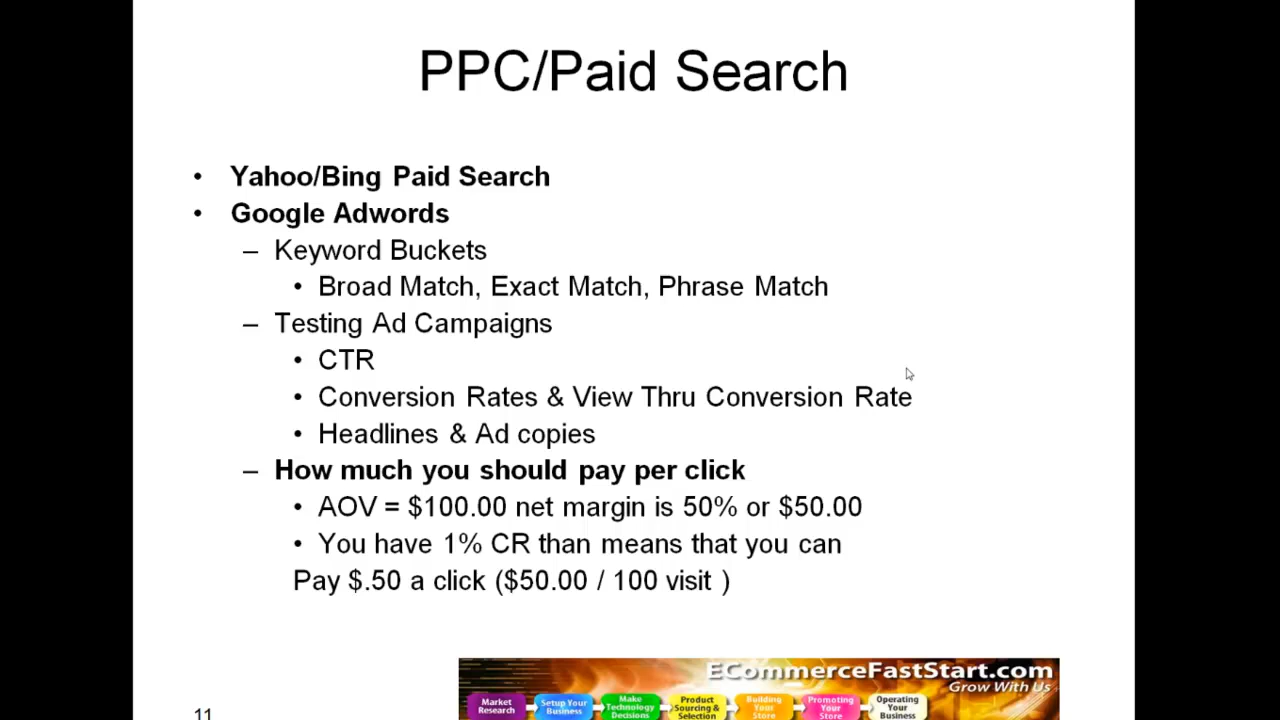 PPC/Paid Search
• Yahoo/Bing Paid Search
• Google Adwords
– Keyword Buckets
• Broad Match, Exact Match, Phrase Match
– Testing Ad Campaigns
• CTR
• Conversion Rates & View Thru Conversion Rate
• Headlines & Ad copies
– How much you should pay per click
• AOV = $100.00 net margin is 50% or $50.00
• You have 1% CR than means that you can
Pay $.50 a click ($50.00 / 100 visit )
ECommerceFastStart.com
Grow With Us
Market Research
Setup Your Business
Make Technology Decisions
Product Sourcing & Selection
Building Your Store
Promoting Your Store
Operating Your Business
11